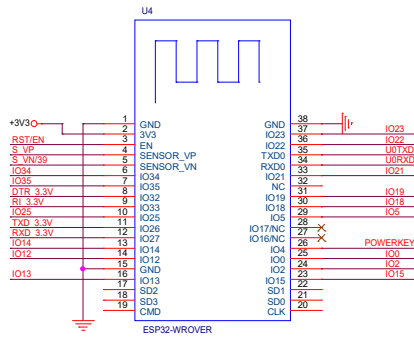 U4
+3V3
1 GND GND 38
2 3V3 IO23 37 IO23
RST/EN 3 EN IO22 36 IO22
S_VP 4 SENSOR_VP TXD0 35 U0TXD
S_VN/39 5 SENSOR_VN RXD0 34 U0RXD
IO34 6 IO34 IO21 33 IO21
IO35 7 IO35 NC 32
DTR_3.3V 8 IO32 IO19 31 IO19
RI_3.3V 9 IO33 IO18 30 IO18
IO25 10 IO25 IO5 29 IO5
TXD_3.3V 11 IO26 IO17/NC 28
RXD_3.3V 12 IO27 IO16/NC 27
IO14 13 IO14 IO4 26 POWERKEY
IO12 14 IO12 IO0 25 IO0
15 GND IO2 24 IO2
IO13 16 IO13 IO15 23 IO15
17 SD2 SD1 22
18 SD3 SD0 21
19 CMD CLK 20
ESP32-WROVER